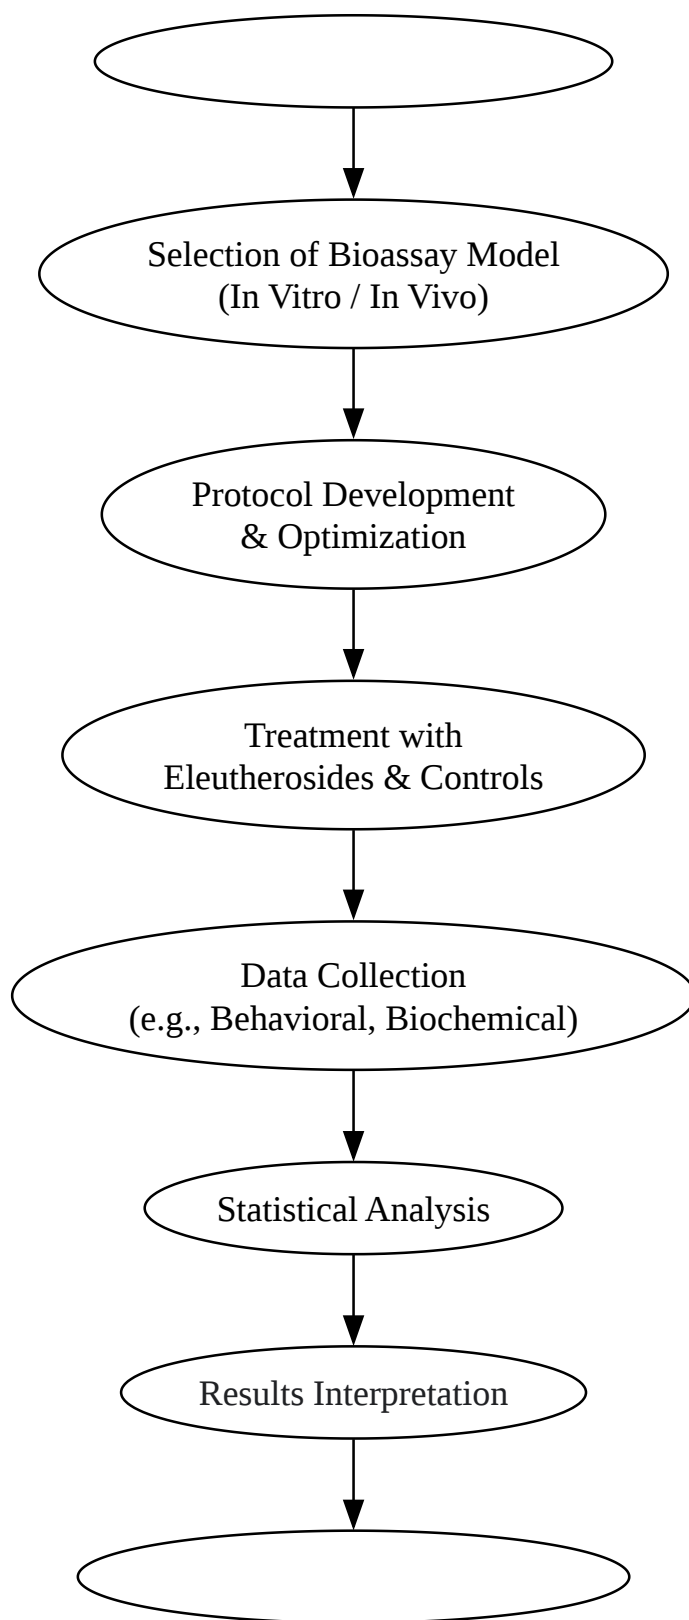 Selection of Bioassay Model
(In Vitro / In Vivo)
Protocol Development
& Optimization
Treatment with
Eleutherosides & Controls
Data Collection
(e.g., Behavioral, Biochemical)
Statistical Analysis
Results Interpretation